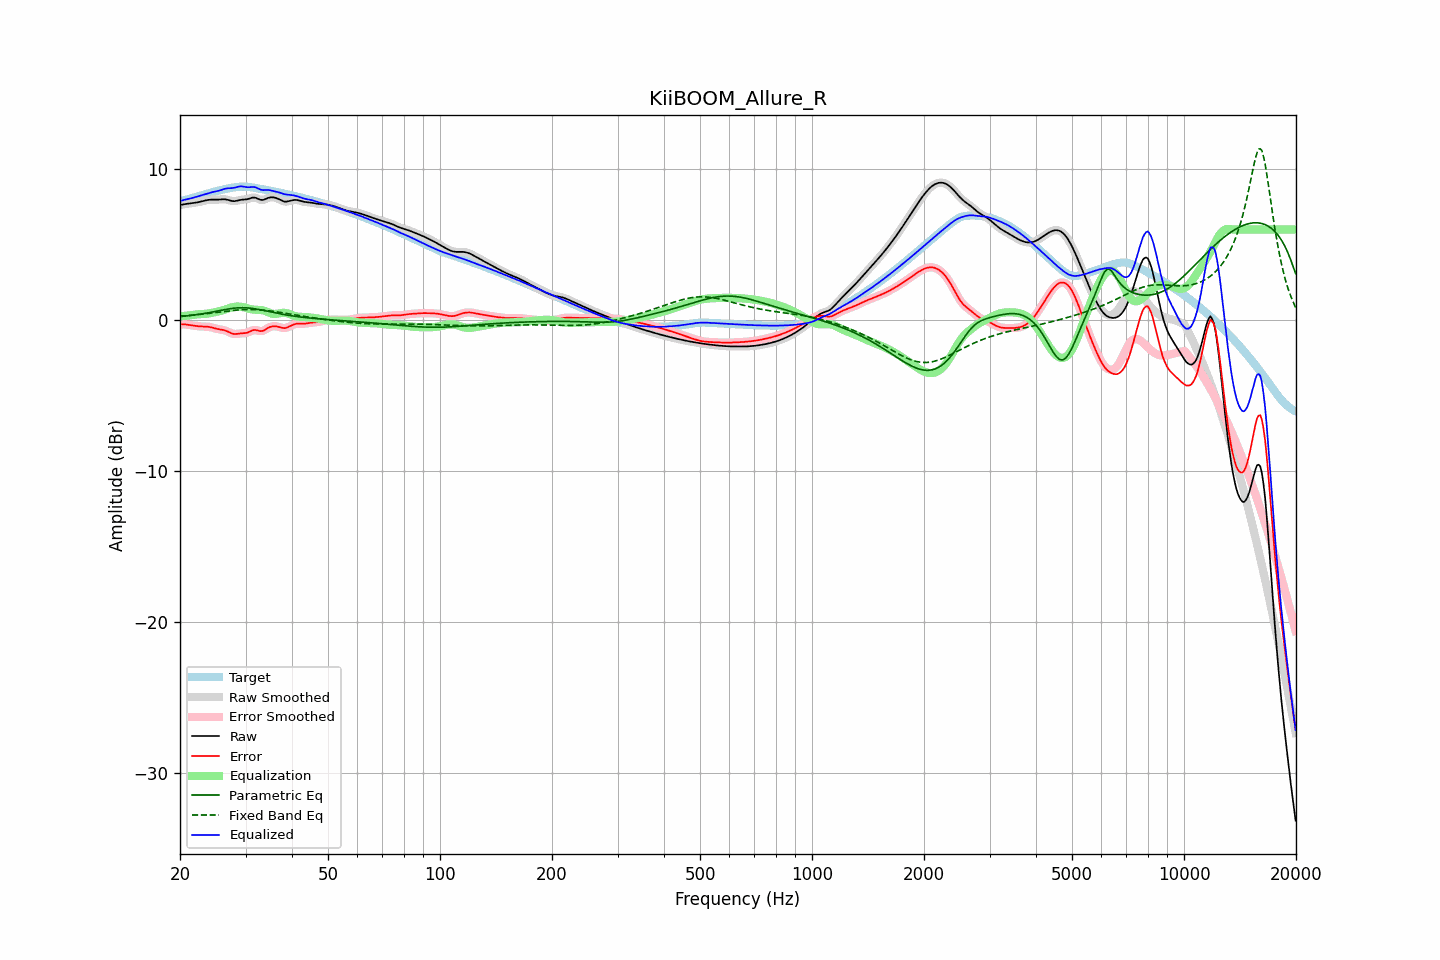 KiiBOOM_Allure_R
10
0
−10
−20
−30
Amplitude (dBr)
Target
Raw Smoothed
Error Smoothed
Raw
Error
Equalization
Parametric Eq
Fixed Band Eq
Equalized
20 50 100 200 500 1000 2000 5000 10000 20000
Frequency (Hz)